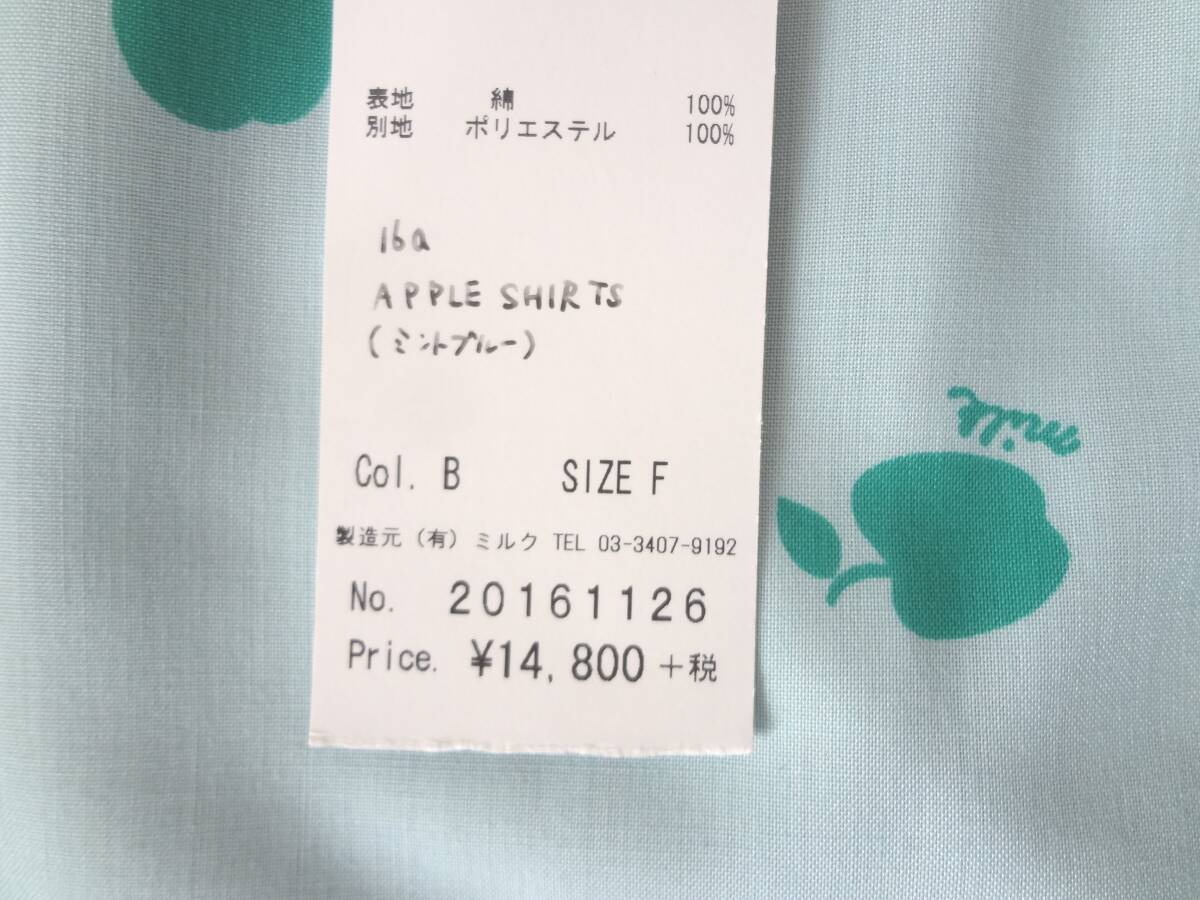 表地 綿 100%
別地 ポリエステル 100%
16a
APPLE SHIRTS
(ミントブルー)
Col. B SIZE F
製造元 (有) ミルク TEL 03-3407-9192
No. 20161126
Price. ¥14,800 +税
milk